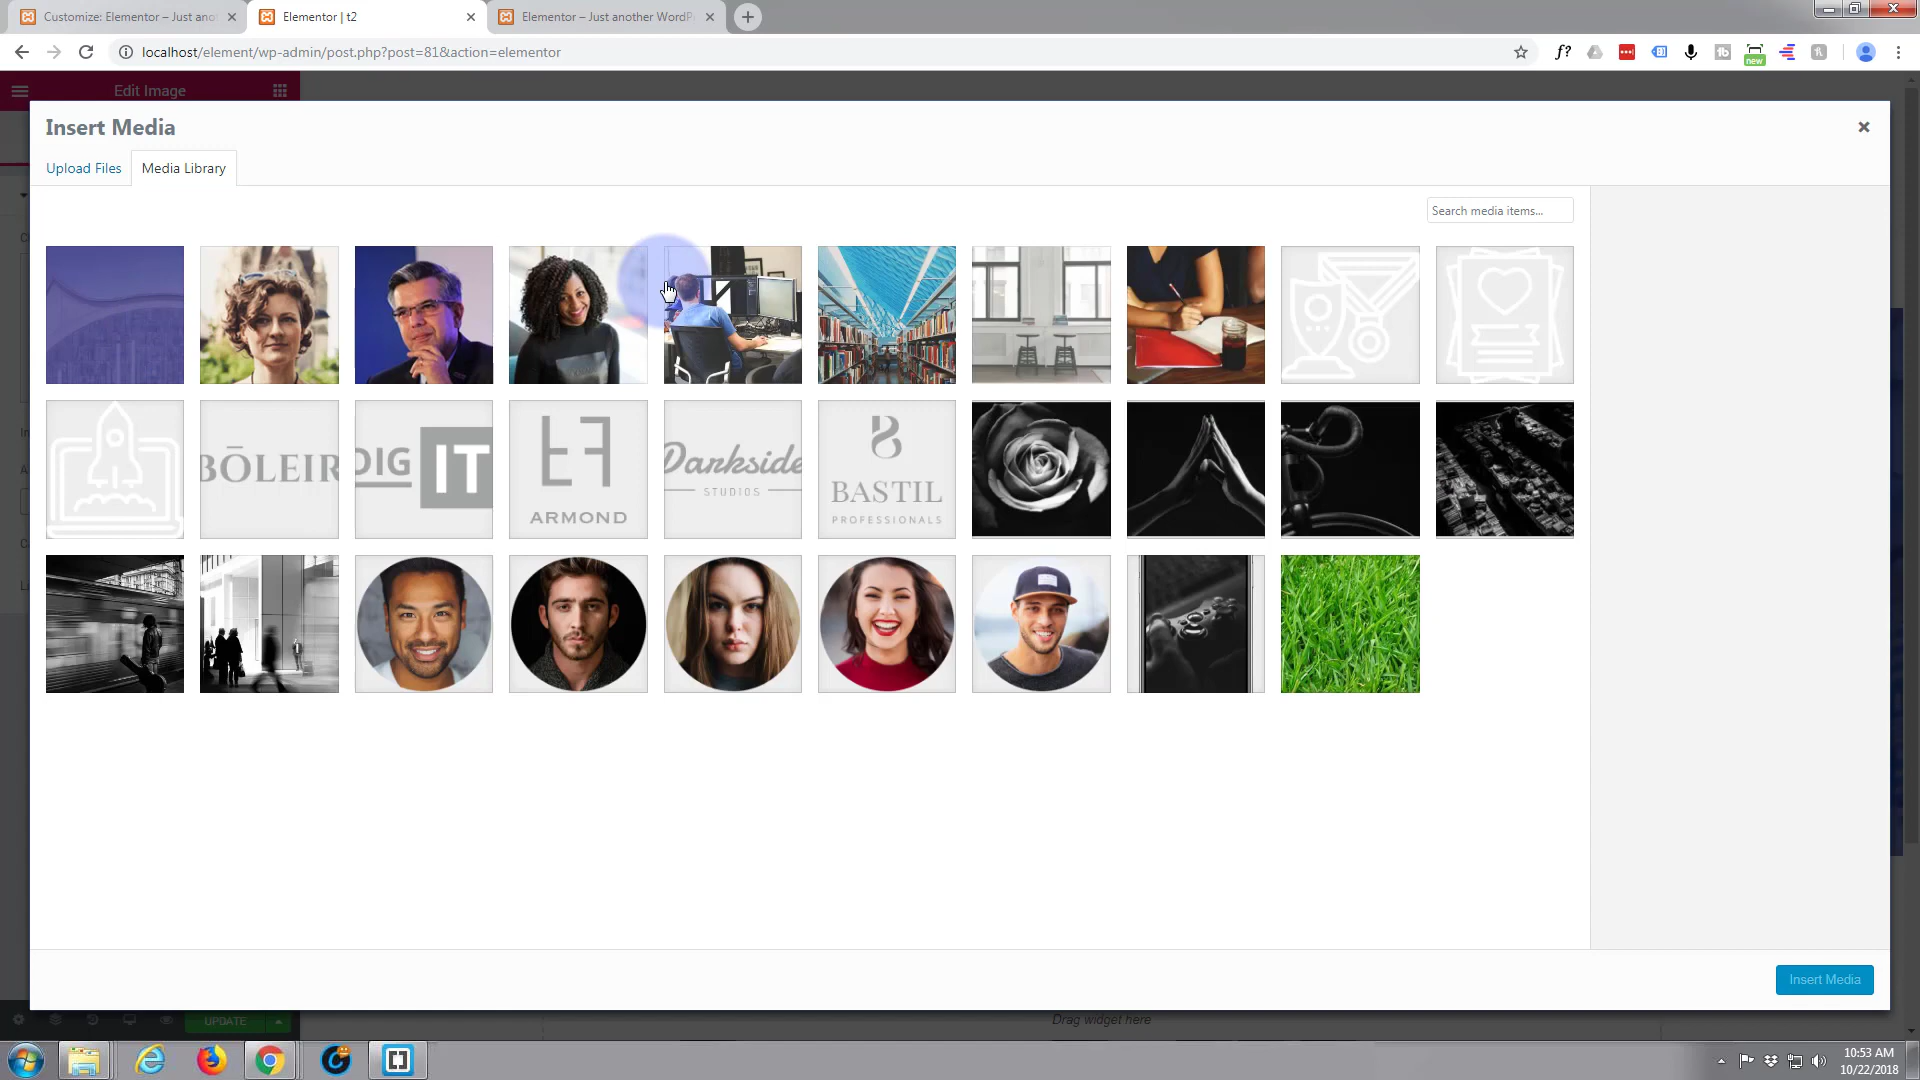 Customize: Elementor – Just ano
Elementor | t2
Elementor – Just another WordP
localhost/element/wp-admin/post.php?post=81&action=elementor
f?
new
Edit Image
Insert Media
Upload Files
Media Library
Search media items...
BŌLEIR
DIG IT
ARMOND
Darkside
STUDIOS
BASTIL
PROFESSIONALS
Insert Media
UPDATE
Drag widget here
10:53 AM
10/22/2018